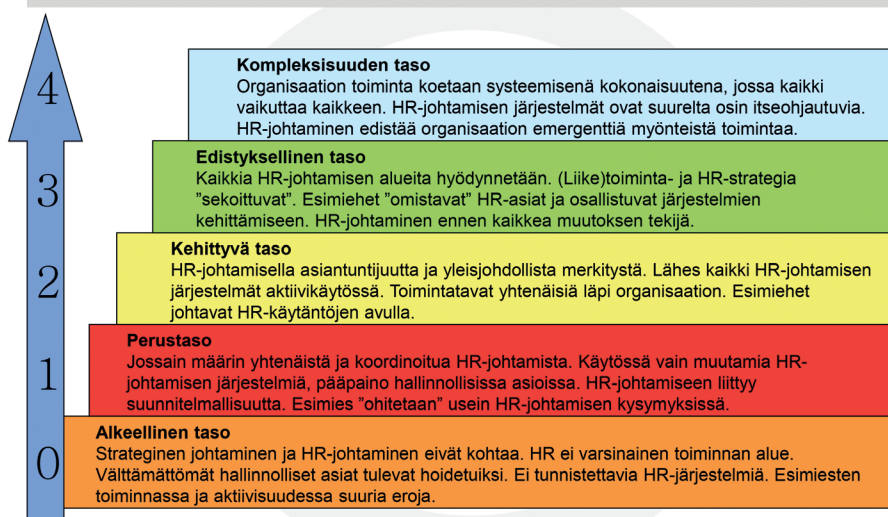 4
Kompleksisuuden taso
Organisaation toiminta koetaan systeemisenä kokonaisuutena, jossa kaikki
vaikuttaa kaikkeen. HR-johtamisen järjestelmät ovat suurelta osin itseohjautuvia.
HR-johtaminen edistää organisaation emergenttiä myönteistä toimintaa.
3
Edistyksellinen taso
Kaikkia HR-johtamisen alueita hyödynnetään. (Liike)toiminta- ja HR-strategia
"sekoittuvat". Esimiehet "omistavat" HR-asiat ja osallistuvat järjestelmien
kehittämiseen. HR-johtaminen ennen kaikkea muutoksen tekijä.
2
Kehittyvä taso
HR-johtamisella asiantuntijuutta ja yleisjohdollista merkitystä. Lähes kaikki HR-johtamisen
järjestelmät aktiivikäytössä. Toimintatavat yhtenäisiä läpi organisaation. Esimiehet
johtavat HR-käytäntöjen avulla.
1
Perustaso
Jossain määrin yhtenäistä ja koordinoitua HR-johtamista. Käytössä vain muutamia HR-
johtamisen järjestelmiä, pääpaino hallinnollisissa asioissa. HR-johtamiseen liittyy
suunnitelmallisuutta. Esimies "ohitetaan" usein HR-johtamisen kysymyksissä.
0
Alkeellinen taso
Strateginen johtaminen ja HR-johtaminen eivät kohtaa. HR ei varsinainen toiminnan alue.
Välttämättömät hallinnolliset asiat tulevat hoidetuiksi. Ei tunnistettavia HR-järjestelmiä. Esimiesten
toiminnassa ja aktiivisuudessa suuria eroja.